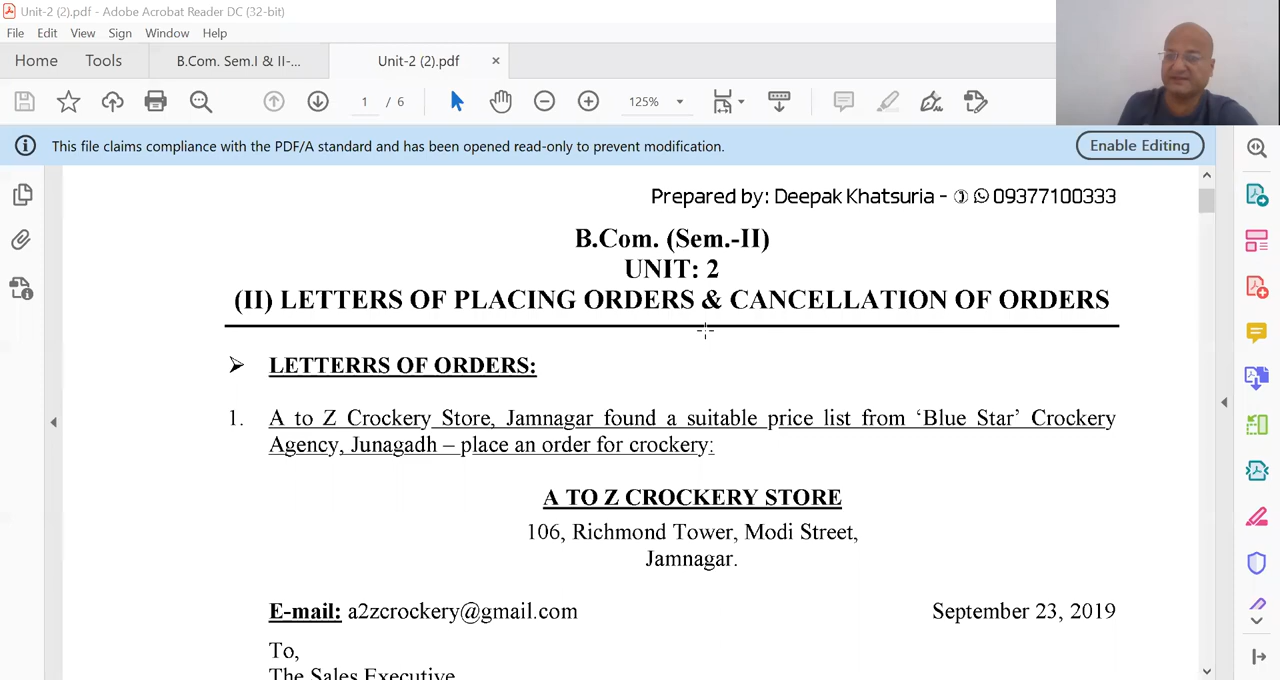 Unit-2 (2).pdf - Adobe Acrobat Reader DC (32-bit)
File Edit View Sign Window Help
Home Tools B.Com. Sem.I & II-... Unit-2 (2).pdf ×
1 / 6 125%
This file claims compliance with the PDF/A standard and has been opened read-only to prevent modification. Enable Editing
Prepared by: Deepak Khatsuria - 09377100333
B.Com. (Sem.-II)
UNIT: 2
(II) LETTERS OF PLACING ORDERS & CANCELLATION OF ORDERS
➢ LETTERRS OF ORDERS:
1. A to Z Crockery Store, Jamnagar found a suitable price list from ‘Blue Star’ Crockery
Agency, Junagadh – place an order for crockery:
A TO Z CROCKERY STORE
106, Richmond Tower, Modi Street,
Jamnagar.
E-mail: a2zcrockery@gmail.com September 23, 2019
To,
The Sales Executive